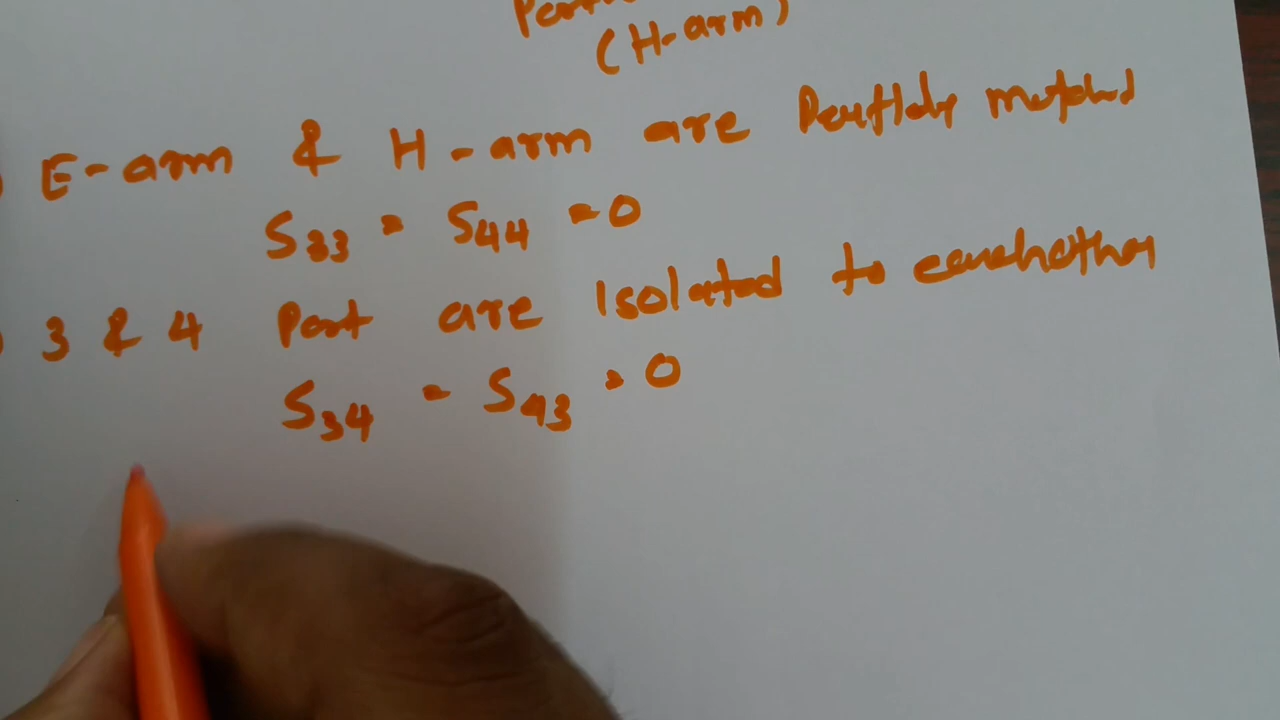 (H-arm)
E-arm & H-arm are Perfectly matched
S33 = S44 = 0
3 & 4 Port are Isolated to eachother
S34 = S43 = 0